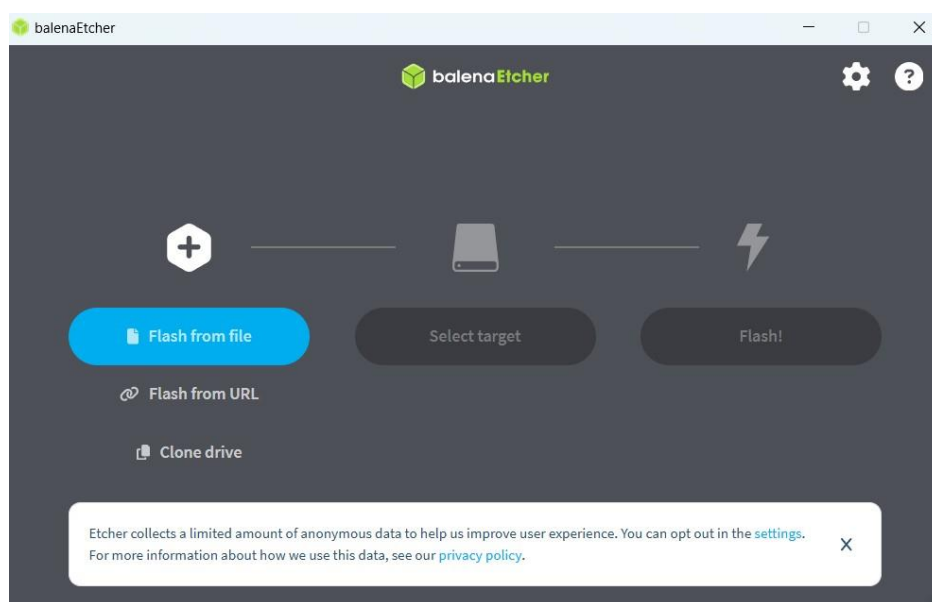 balenaEtcher
balenaEtcher
?
Flash from file
Select target
Flash!
Flash from URL
Clone drive
Etcher collects a limited amount of anonymous data to help us improve user experience. You can opt out in the settings.
For more information about how we use this data, see our privacy policy.